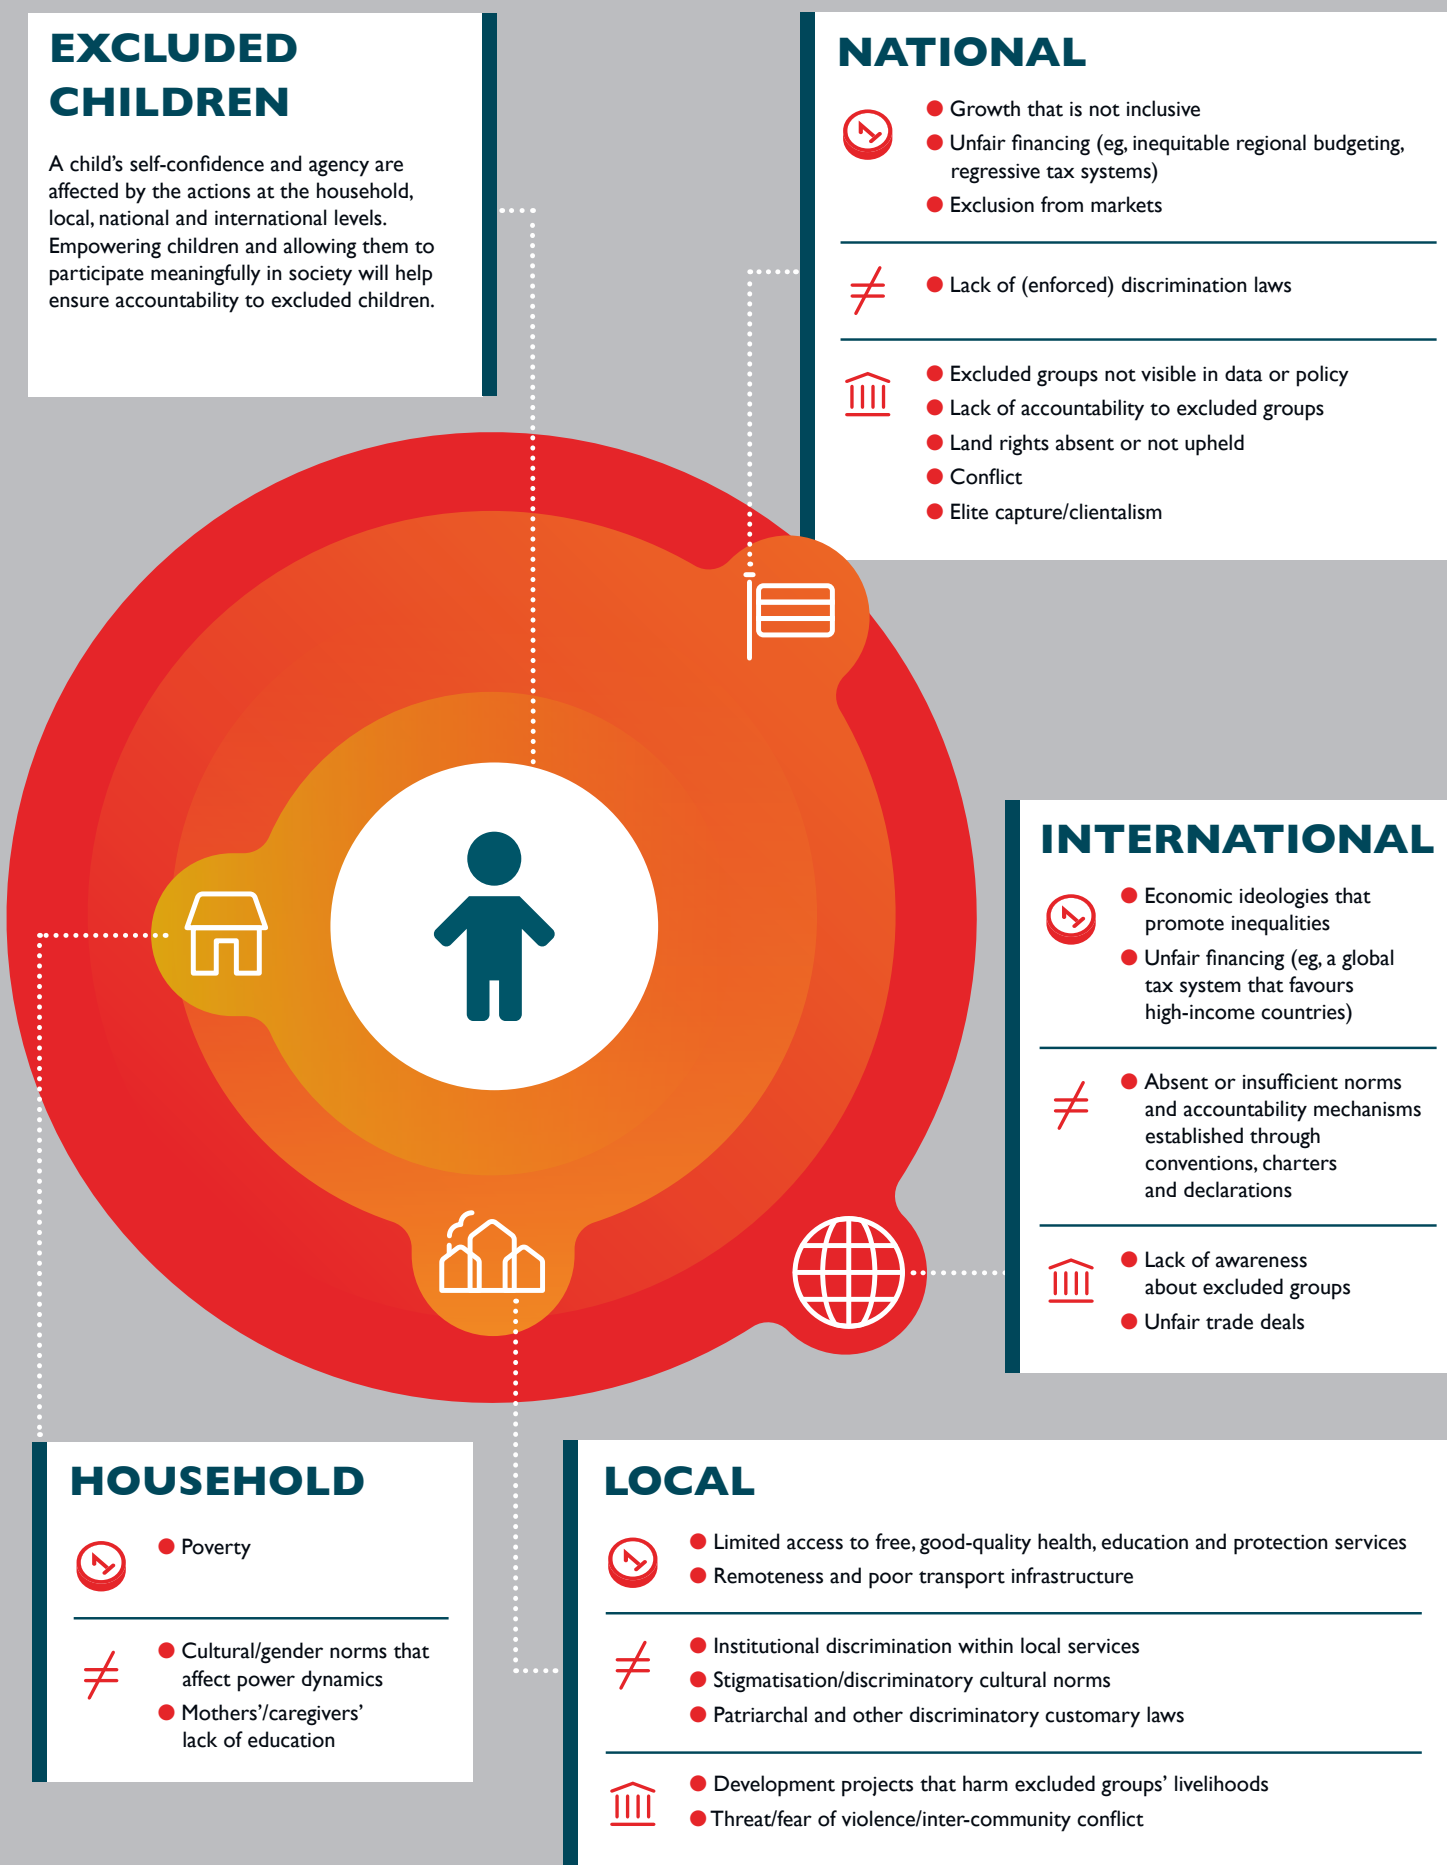 EXCLUDED
CHILDREN
A child's self-confidence and agency are
affected by the actions at the household,
local, national and international levels.
Empowering children and allowing them to
participate meaningfully in society will help
ensure accountability to excluded children.
NATIONAL
1
Growth that is not inclusive
Unfair financing (eg, inequitable regional budgeting,
regressive tax systems)
Exclusion from markets
≠
Lack of (enforced) discrimination laws
Excluded groups not visible in data or policy
Lack of accountability to excluded groups
Land rights absent or not upheld
Conflict
Elite capture/clientalism
INTERNATIONAL
1
Economic ideologies that
promote inequalities
Unfair financing (eg, a global
tax system that favours
high-income countries)
≠
Absent or insufficient norms
and accountability mechanisms
established through
conventions, charters
and declarations
Lack of awareness
about excluded groups
Unfair trade deals
HOUSEHOLD
1
Poverty
≠
Cultural/gender norms that
affect power dynamics
Mothers'/caregivers'
lack of education
LOCAL
1
Limited access to free, good-quality health, education and protection services
Remoteness and poor transport infrastructure
≠
Institutional discrimination within local services
Stigmatisation/discriminatory cultural norms
Patriarchal and other discriminatory customary laws
Development projects that harm excluded groups' livelihoods
Threat/fear of violence/inter-community conflict